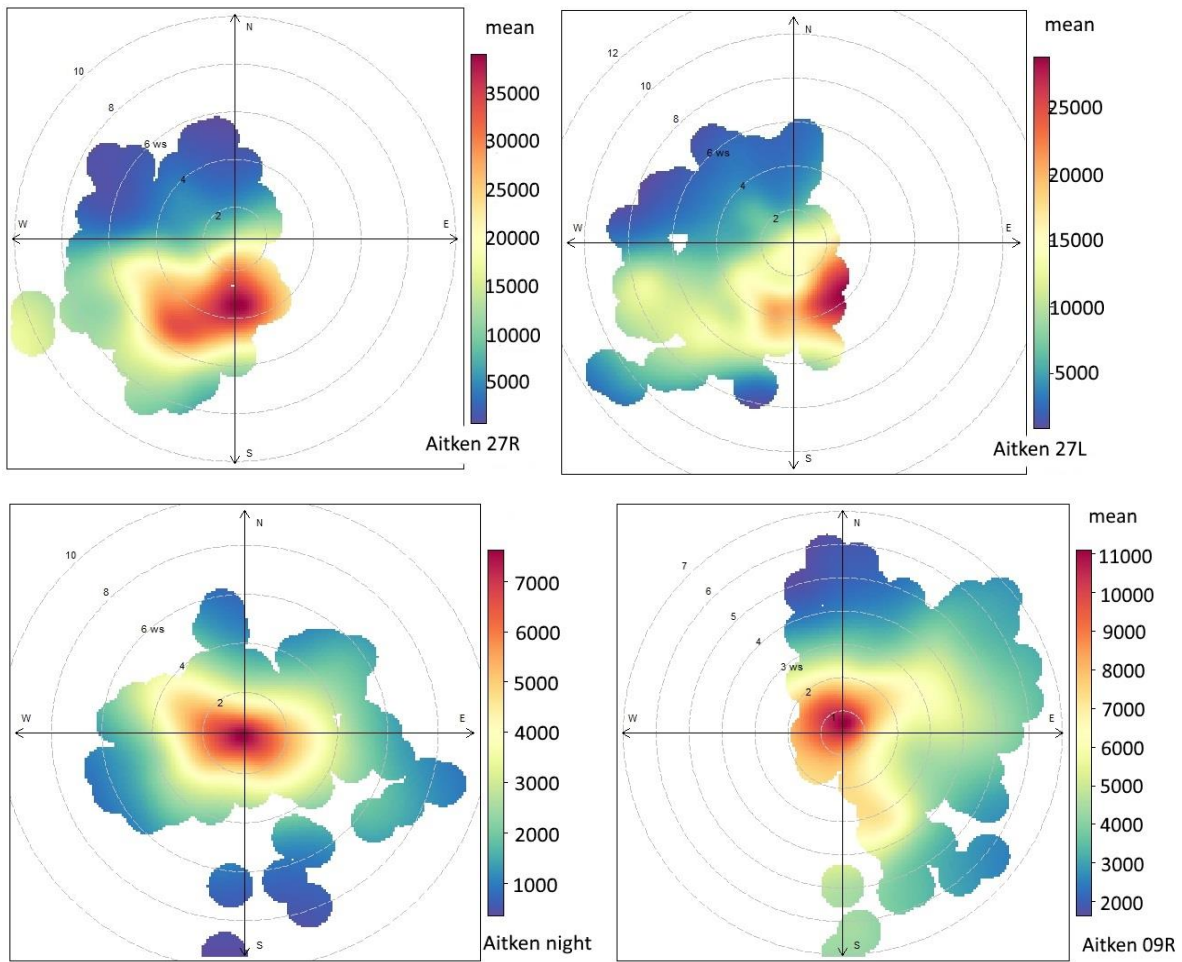 N
mean
10
8
6 ws
4
2
W
E
S
35000
30000
25000
20000
15000
10000
5000
Aitken 27R
N
mean
12
10
8
6 ws
4
2
W
E
S
25000
20000
15000
10000
5000
Aitken 27L
N
10
8
6 ws
4
2
W
E
S
7000
6000
5000
4000
3000
2000
1000
Aitken night
N
mean
7
6
5
4
3 ws
2
1
W
E
S
11000
10000
9000
8000
7000
6000
5000
4000
3000
2000
Aitken 09R